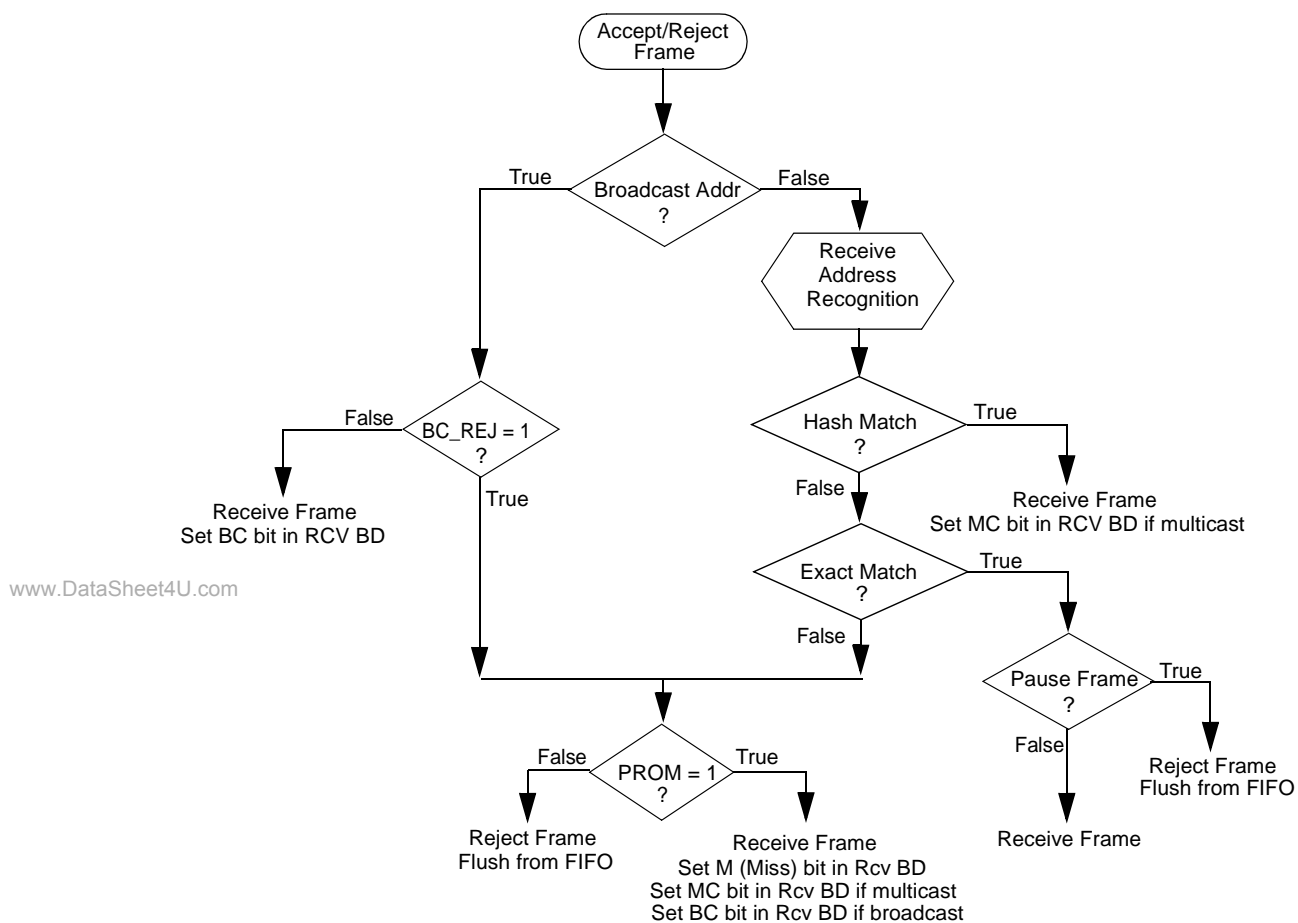 Accept/Reject
Frame
True
Broadcast Addr
?
False
Receive
Address
Recognition
False
BC_REJ = 1
?
True
Receive Frame
Set BC bit in RCV BD
Hash Match
?
True
False
Receive Frame
Set MC bit in RCV BD if multicast
Exact Match
?
True
False
www.DataSheet4U.com
Pause Frame
?
True
False
Reject Frame
Flush from FIFO
Receive Frame
False
PROM = 1
?
True
Reject Frame
Flush from FIFO
Receive Frame
Set M (Miss) bit in Rcv BD
Set MC bit in Rcv BD if multicast
Set BC bit in Rcv BD if broadcast